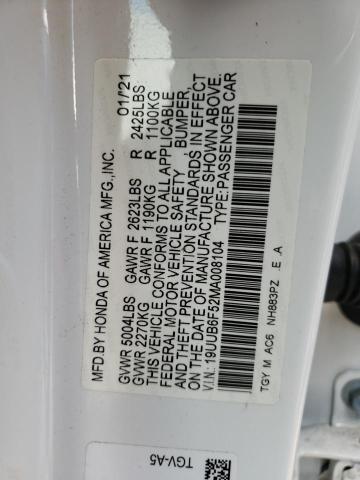 MFD.BY HONDA OF AMERICA MFG.,INC. 01/21
GVWR 5004LBS GAWR F 2623LBS R 2425LBS
GVWR 2270KG GAWR F 1190KG R 1100KG
THIS VEHICLE CONFORMS TO ALL APPLICABLE
FEDERAL MOTOR VEHICLE SAFETY, BUMPER,
AND THEFT PREVENTION STANDARDS IN EFFECT
ON THE DATE OF MANUFACTURE SHOWN ABOVE.
V.I.N.: 19UUB6F52MA008104 TYPE:PASSENGER CAR
TGY M AC6 NH883PZ E A
TGV-A5